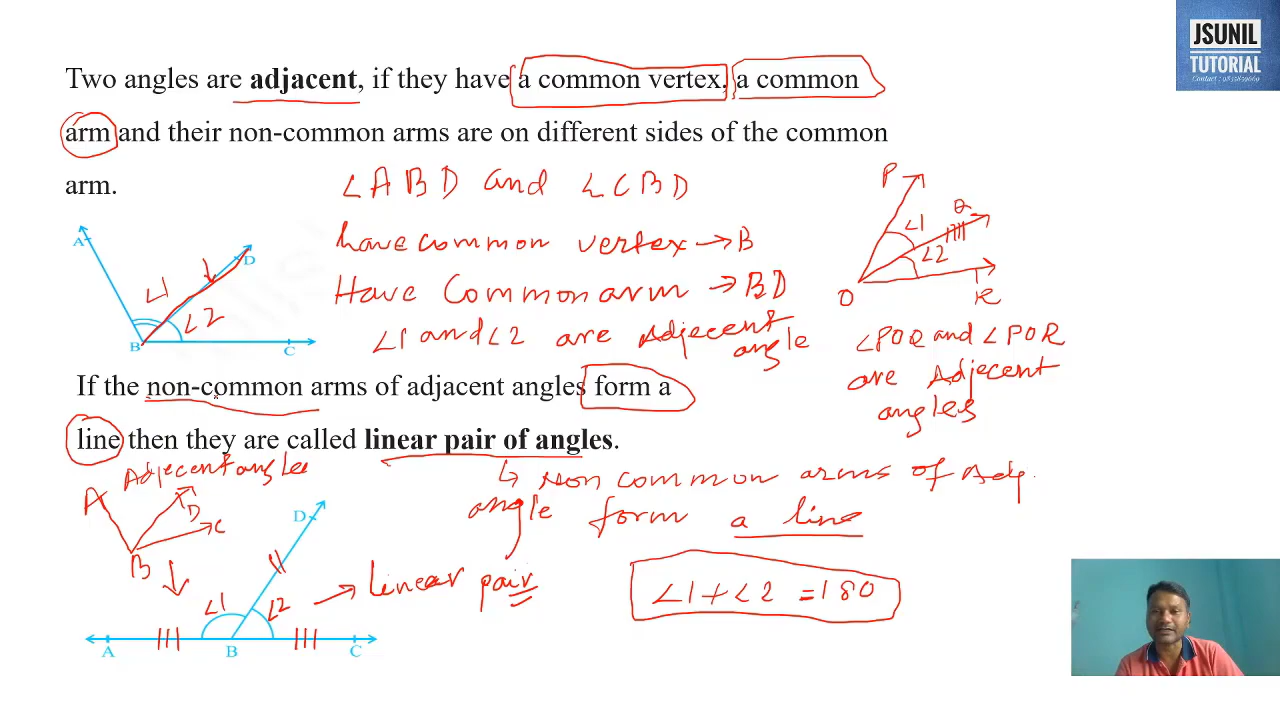 JSUNIL
TUTORIAL
Two angles are adjacent, if they have a common vertex, a common
arm and their non-common arms are on different sides of the common
arm.
∠ABD and ∠CBD
have common vertex → B
Have Common arm → BD
∠1 and ∠2 are Adjecent
angle
A
D
∠1
∠2
B
C
P
Q
∠1
∠2
O
R
∠POQ and ∠POR
are Adjecent
angles
If the non-common arms of adjacent angles form a
line then they are called linear pair of angles.
Adjecent angles
A
D
C
B
↳ Non common arms of Adj.
angle form a line
D
∠1
∠2
→ Linear pair
A
B
C
∠1+∠2 =180